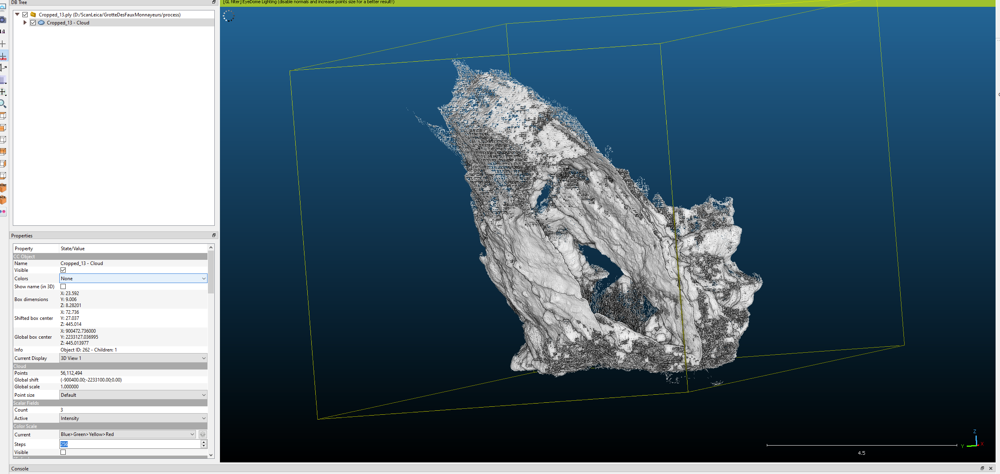 DB Tree
[GL filter] EyeDome Lighting (disable normals and increase points size for a better result!)
Cropped_13.ply (D:/ScanLeica/GrotteDesFauxMonnayeurs/process)
Cropped_13 - Cloud
1:1
auto
Properties
Property State/Value
CC Object
Name Cropped_13 - Cloud
Visible
Colors None
Show name (in 3D)
Box dimensions
X: 23.592
Y: 9.006
Z: 8.28201
Shifted box center
X: 72.736
Y: 27.037
Z: 445.014
Global box center
X: 900472.736000
Y: 2233127.036995
Z: 445.013977
Info Object ID: 262 - Children: 1
Current Display 3D View 1
Cloud
Points 56,112,494
Global shift (-900400.00;-2233100.00;0.00)
Global scale 1.000000
Point size Default
Scalar Fields
Count 3
Active Intensity
Color Scale
Current Blue>Green>Yellow>Red
Steps 256
Visible
Z
Y X
4.5
Console